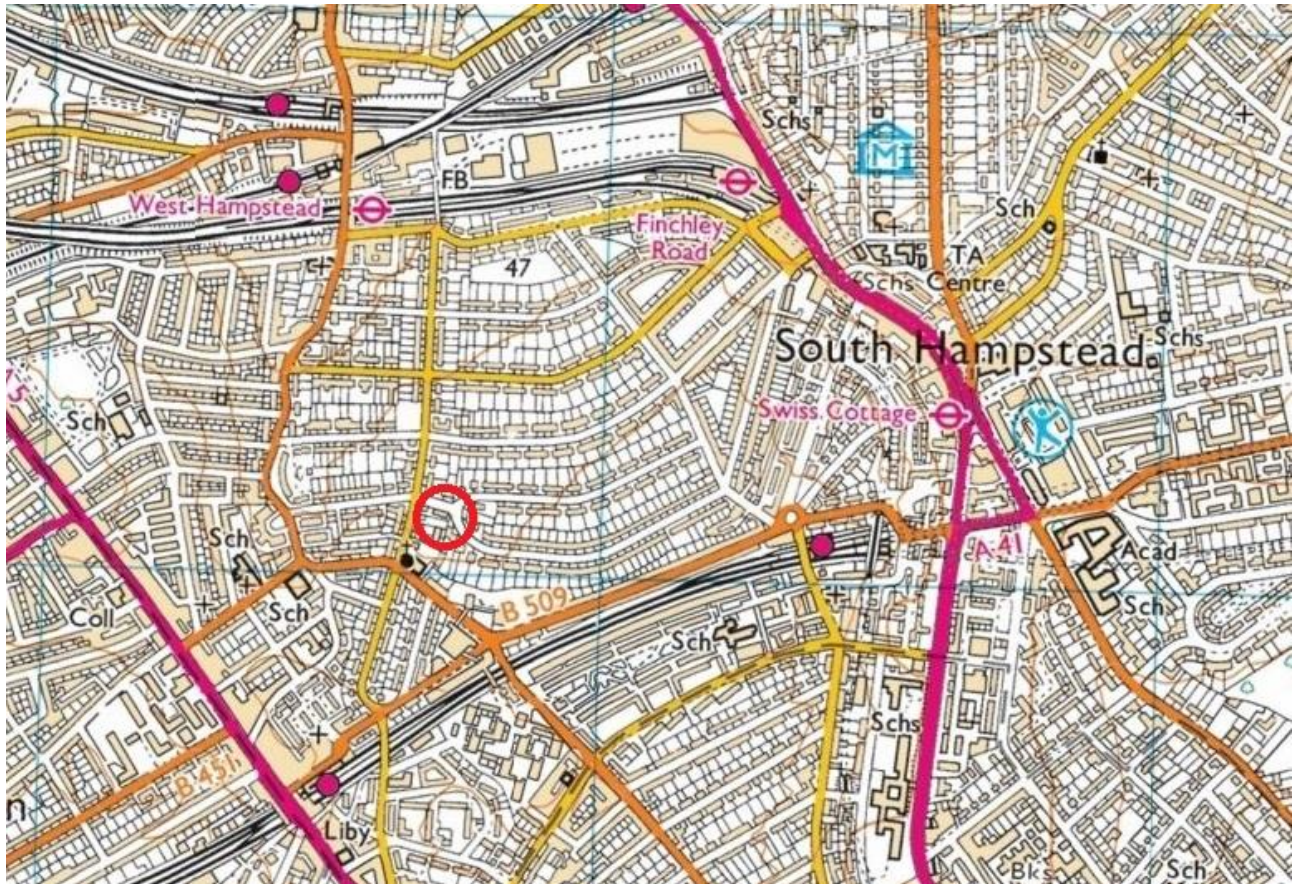 Schs
M
FB
West Hampstead
Sch
Finchley
Road
TA
Schs Centre
47
South Hampstead
Schs
A5
Sch
Swiss Cottage
Sch
A 41
Acad
Sch
Coll
Sch
B 509
Sch
Schs
B 451
n
Liby
Bks
Sch